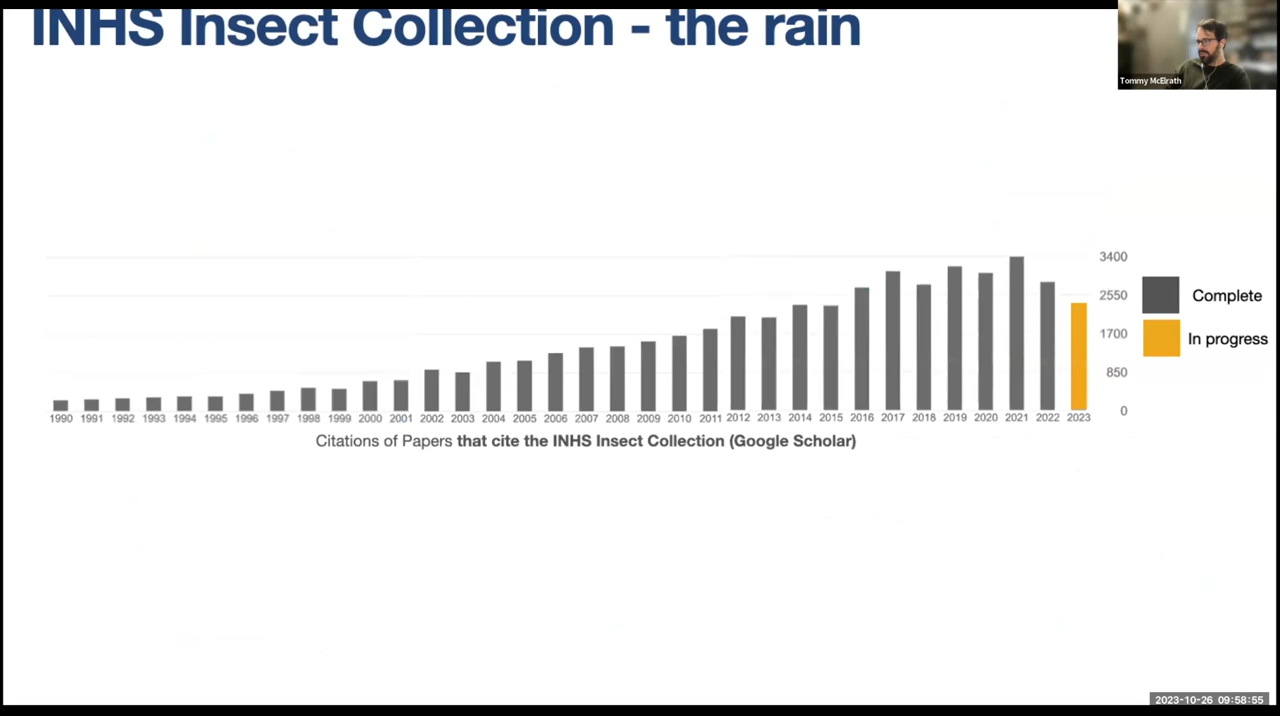 INHS Insect Collection - the rain
Tommy McElrath
3400
2550
1700
850
0
Complete
In progress
1990 1991 1992 1993 1994 1995 1996 1997 1998 1999 2000 2001 2002 2003 2004 2005 2006 2007 2008 2009 2010 2011 2012 2013 2014 2015 2016 2017 2018 2019 2020 2021 2022 2023
Citations of Papers that cite the INHS Insect Collection (Google Scholar)
2023-10-26 09:58:55